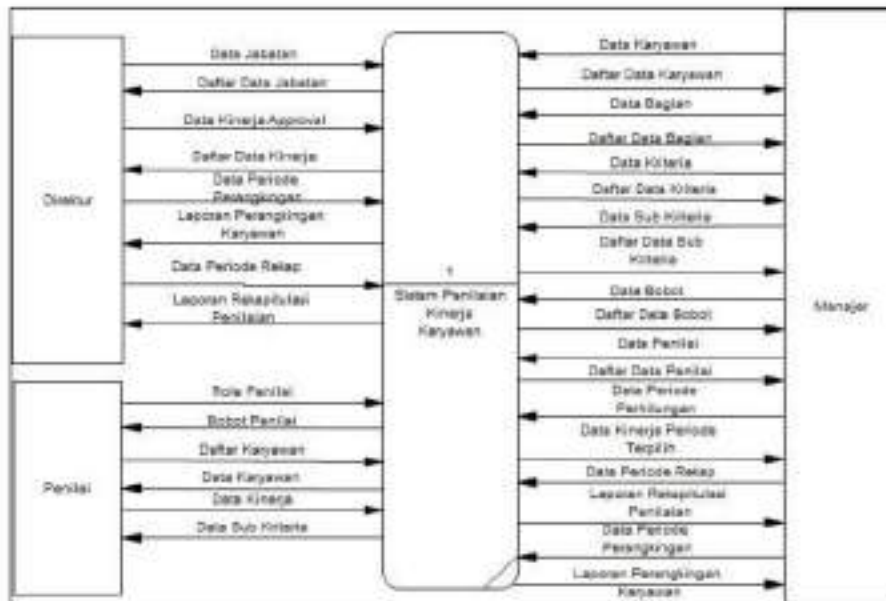 Direktur
Data Jabatan
Daftar Data Jabatan
Data Kinerja Approval
Daftar Data Kinerja
Data Periode
Perangkingan
Laporan Perangkingan
Karyawan
Data Periode Rekap
Laporan Rekapitulasi
Penilaian
Penilai
Role Penilai
Bobot Penilai
Daftar Karyawan
Data Karyawan
Data Kinerja
Data Sub Kriteria
1
Sistem Penilaian
Kinerja
Karyawan
Data Karyawan
Daftar Data Karyawan
Data Bagian
Daftar Data Bagian
Data Kriteria
Daftar Data Kriteria
Data Sub Kriteria
Daftar Data Sub
Kriteria
Data Bobot
Daftar Data Bobot
Data Penilai
Daftar Data Penilai
Data Periode
Perhitungan
Data Kinerja Periode
Terpilih
Data Periode Rekap
Laporan Rekapitulasi
Penilaian
Data Periode
Perangkingan
Laporan Perangkingan
Karyawan
Manajer